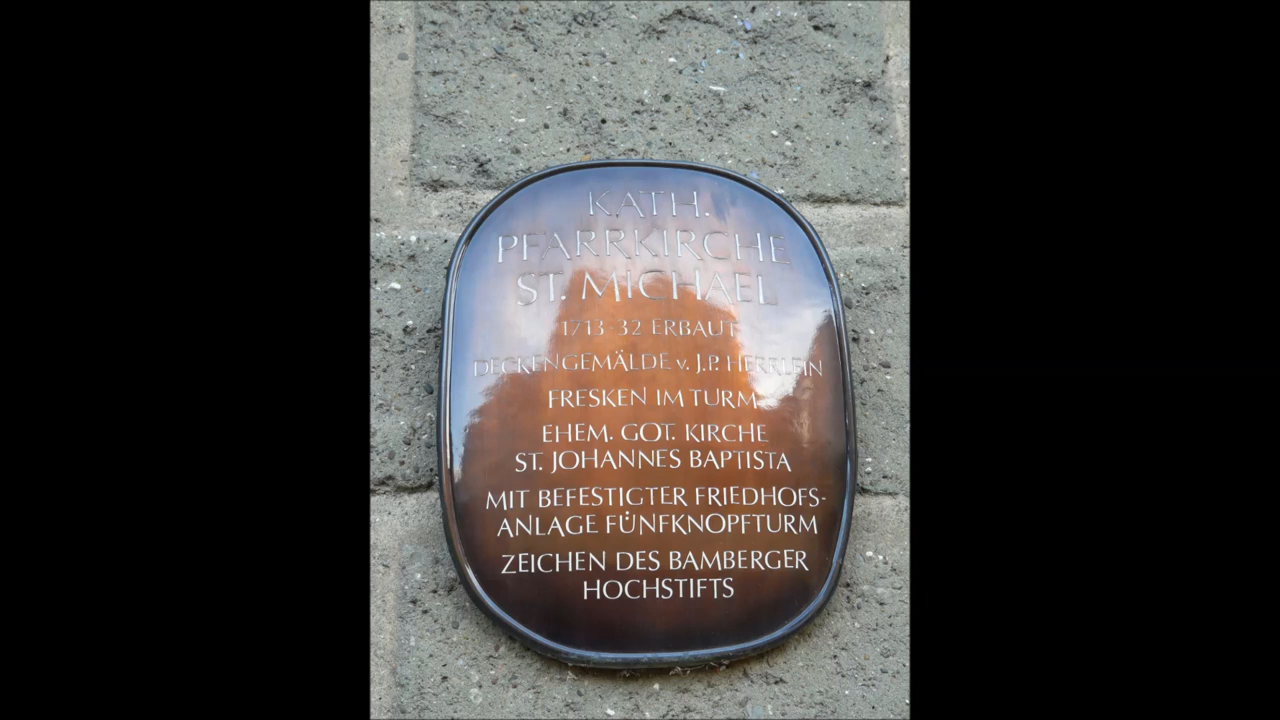 KATH.
PFARRKIRCHE
ST. MICHAEL
1713-32 ERBAUT
DECKENGEMÄLDE v. J.P. HERRLEIN
FRESKEN IM TURM
EHEM. GOT. KIRCHE
ST. JOHANNES BAPTISTA
MIT BEFESTIGTER FRIEDHOFS-
ANLAGE FÜNFKNOPFTURM
ZEICHEN DES BAMBERGER
HOCHSTIFTS